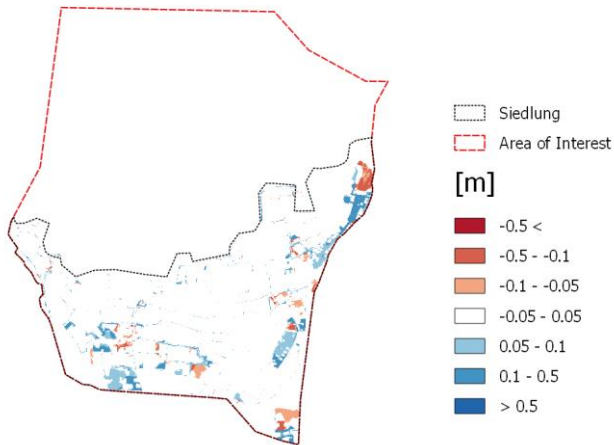 Siedlung
Area of Interest
[m]
-0.5 <
-0.5 - -0.1
-0.1 - -0.05
-0.05 - 0.05
0.05 - 0.1
0.1 - 0.5
> 0.5